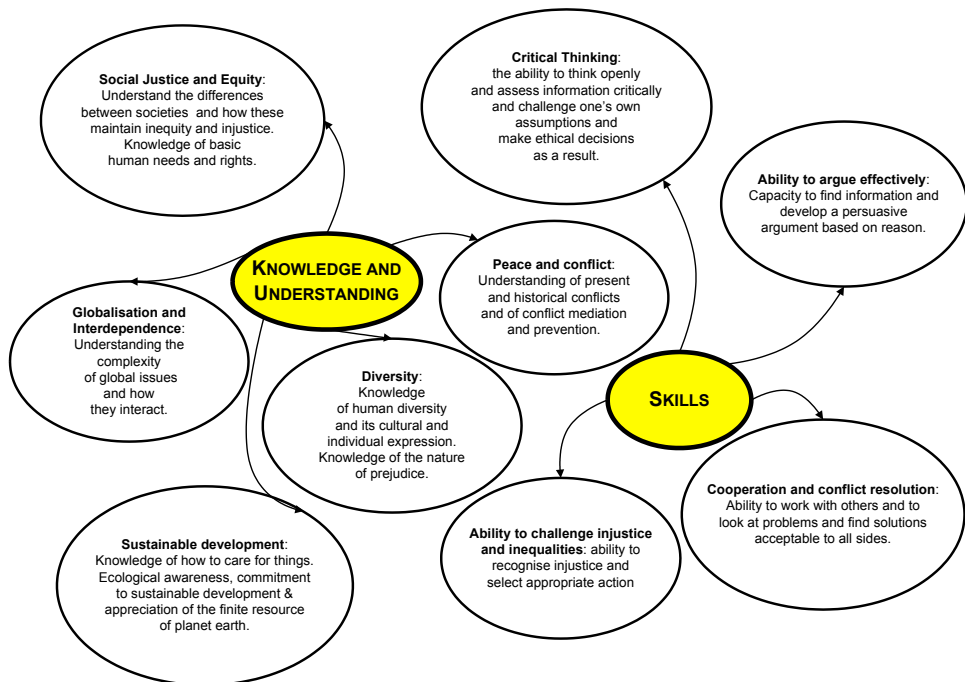 Social Justice and Equity:
Understand the differences
between societies and how these
maintain inequity and injustice.
Knowledge of basic
human needs and rights.
Critical Thinking:
the ability to think openly
and assess information critically
and challenge one's own
assumptions and
make ethical decisions
as a result.
Ability to argue effectively:
Capacity to find information and
develop a persuasive
argument based on reason.
KNOWLEDGE AND
UNDERSTANDING
Peace and conflict:
Understanding of present
and historical conflicts
and of conflict mediation
and prevention.
Globalisation and
Interdependence:
Understanding the
complexity
of global issues
and how
they interact.
Diversity:
Knowledge
of human diversity
and its cultural and
individual expression.
Knowledge of the nature
of prejudice.
SKILLS
Cooperation and conflict resolution:
Ability to work with others and to
look at problems and find solutions
acceptable to all sides.
Ability to challenge injustice
and inequalities: ability to
recognise injustice and
select appropriate action
Sustainable development:
Knowledge of how to care for things.
Ecological awareness, commitment
to sustainable development &
appreciation of the finite resource
of planet earth.